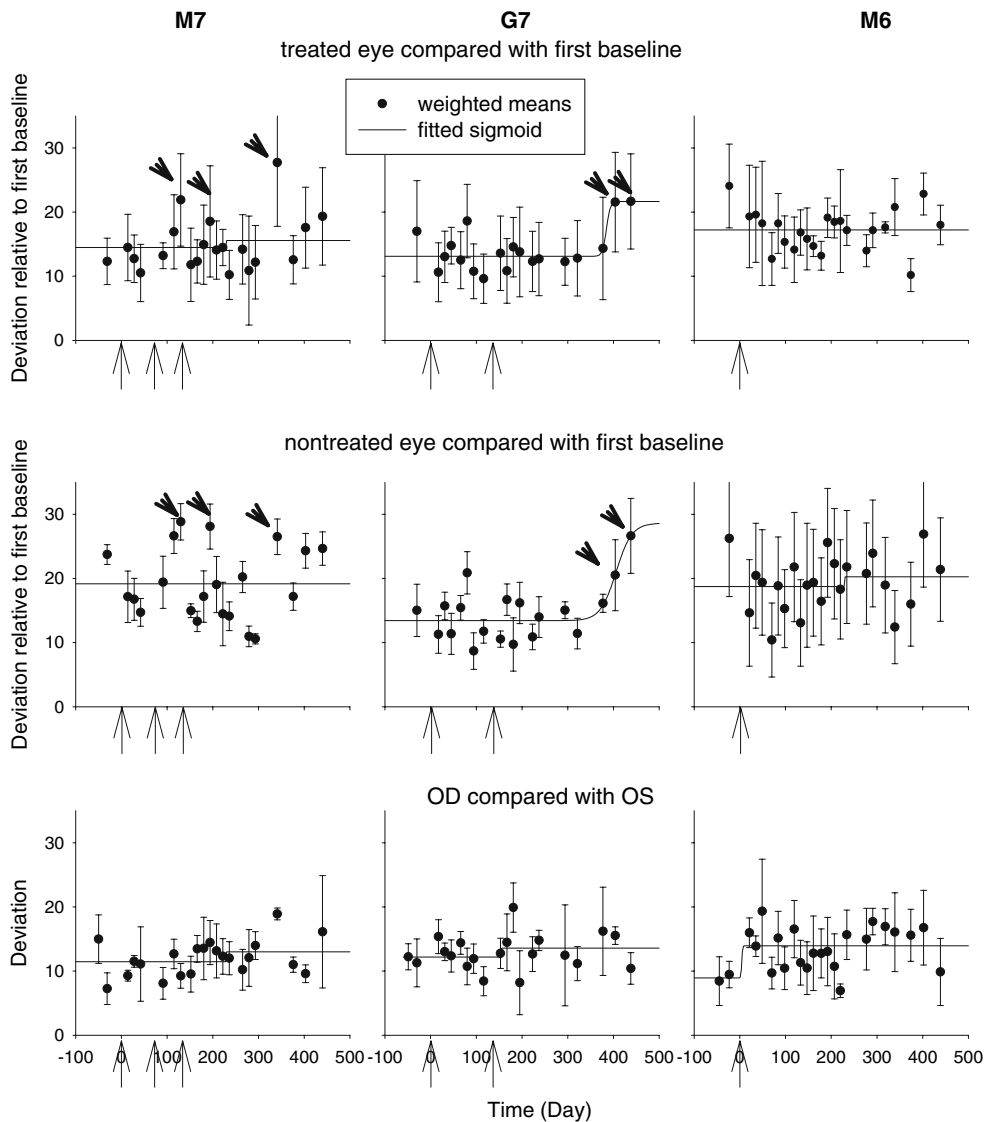 M7 G7 M6
treated eye compared with first baseline
weighted means
fitted sigmoid
Deviation relative to first baseline
30
20
10
0
nontreated eye compared with first baseline
Deviation relative to first baseline
30
20
10
0
OD compared with OS
Deviation
30
20
10
0
-100 0 100 200 300 400 500 -100 0 100 200 300 400 500 -100 0 100 200 300 400 500
Time (Day)